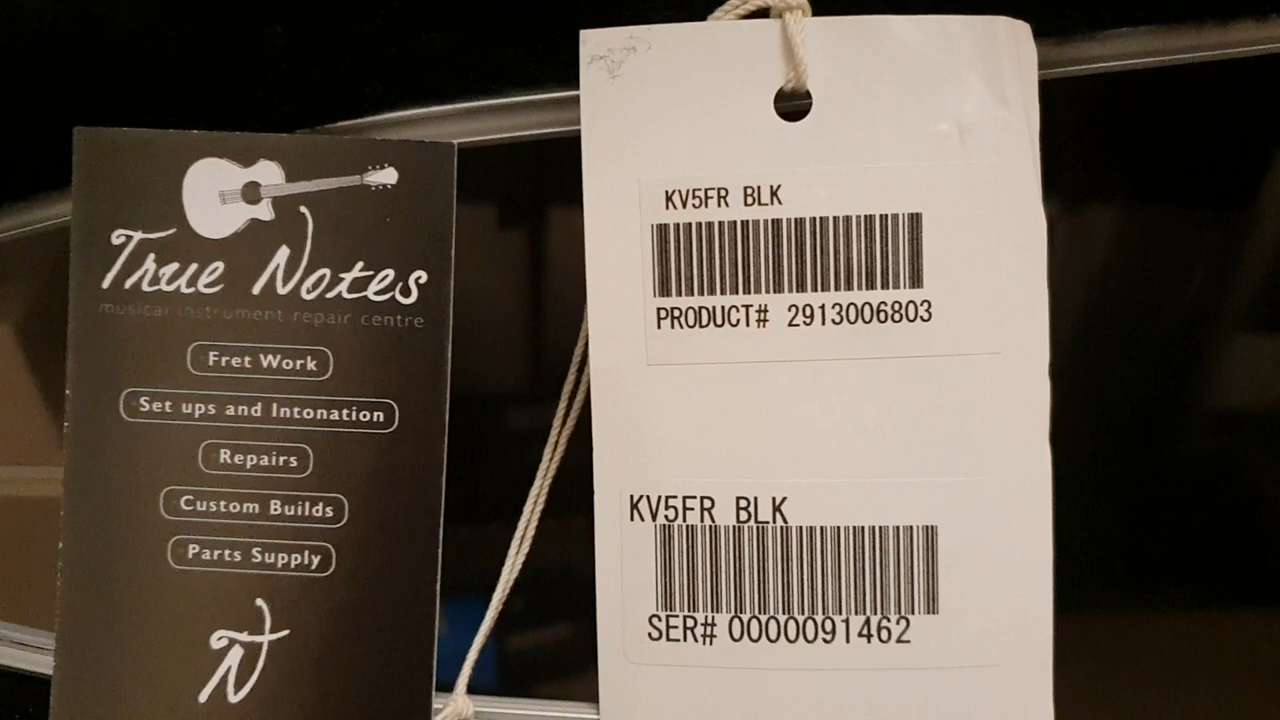 True Notes
musical instrument repair centre
Fret Work
Set ups and Intonation
Repairs
Custom Builds
Parts Supply
N
KV5FR BLK
PRODUCT# 2913006803
KV5FR BLK
SER# 0000091462